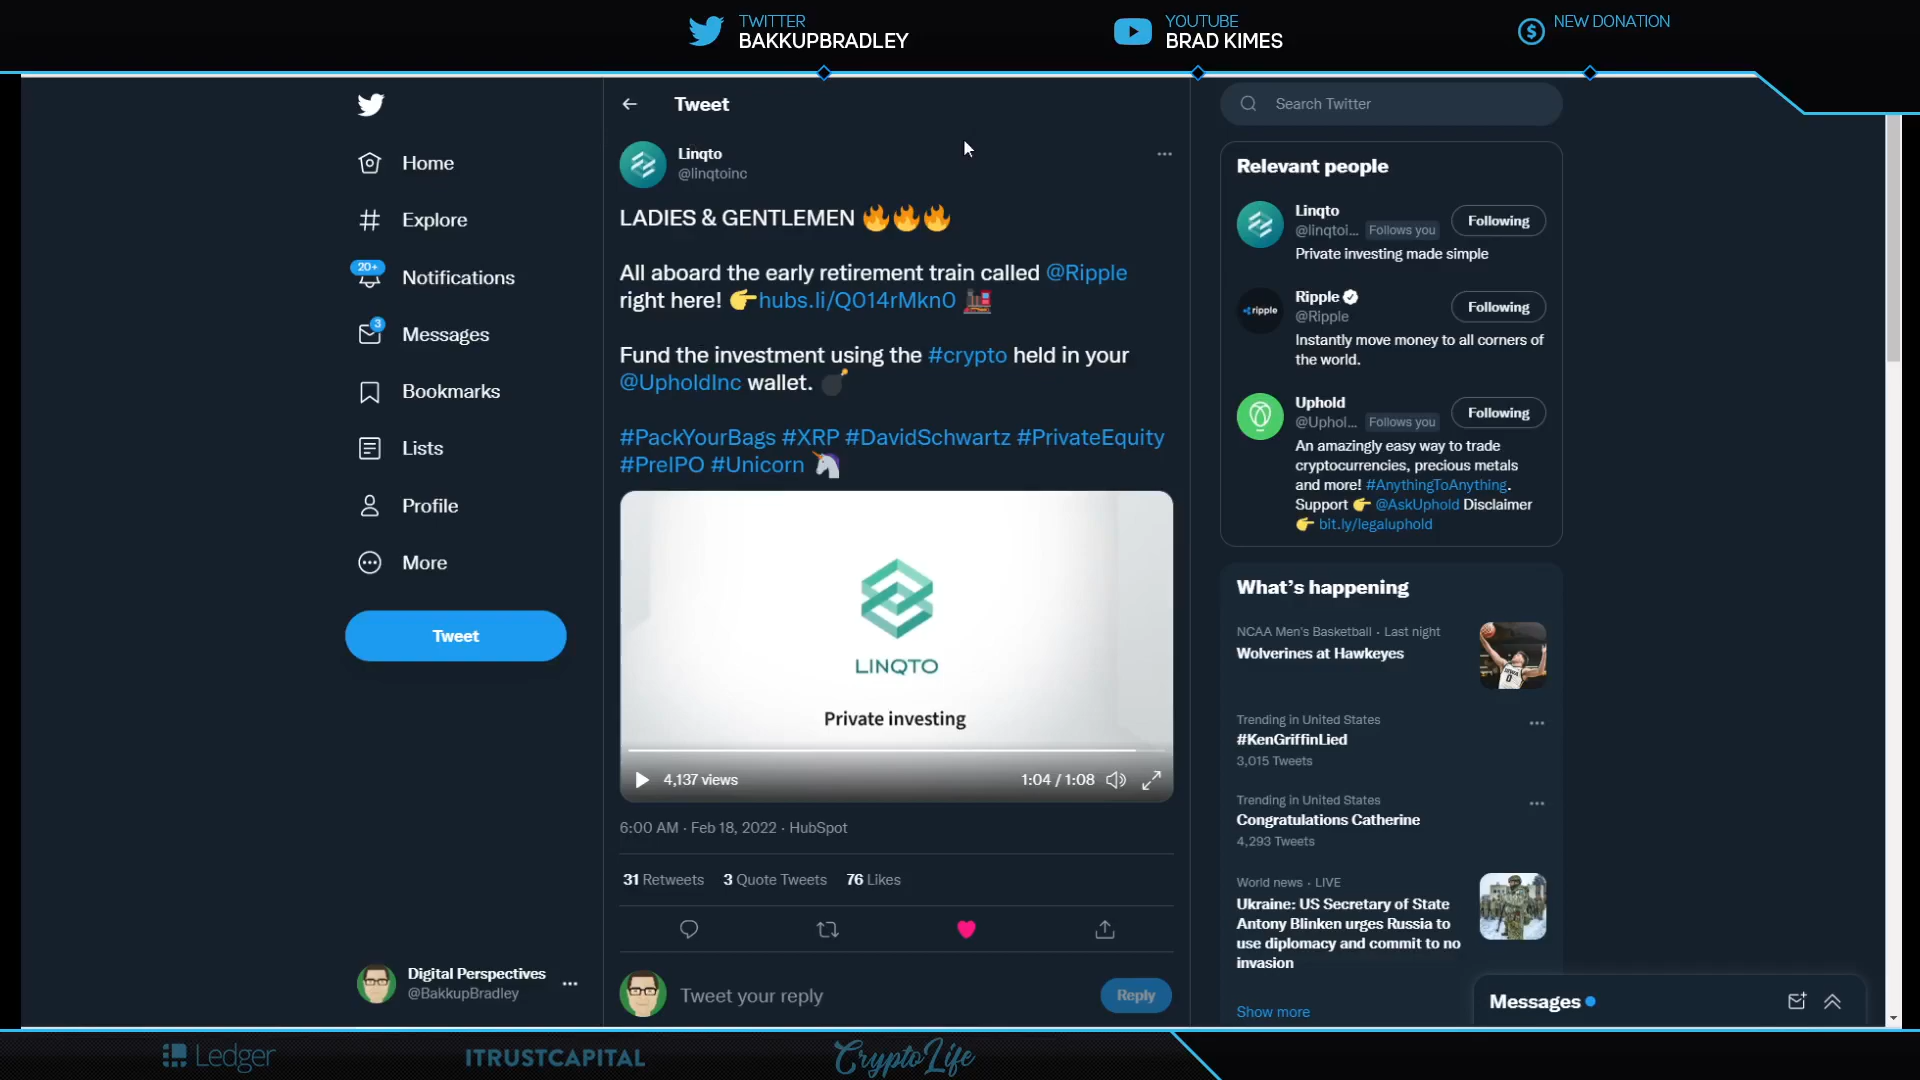 TWITTER
BAKKUPBRADLEY
YOUTUBE
BRAD KIMES
NEW DONATION
Home
Explore
20+
Notifications
3
Messages
Bookmarks
Lists
Profile
More
Tweet
Digital Perspectives
@BakkupBradley
Tweet
Linqto
@linqtoinc
LADIES & GENTLEMEN 🔥🔥🔥
All aboard the early retirement train called @Ripple
right here! 👉hubs.li/Q014rMkn0 🚂
Fund the investment using the #crypto held in your
@UpholdInc wallet. 💣
#PackYourBags #XRP #DavidSchwartz #PrivateEquity
#PreIPO #Unicorn 🦄
LINQTO
Private investing
4,137 views
1:04 / 1:08
6:00 AM · Feb 18, 2022 · HubSpot
31 Retweets 3 Quote Tweets 76 Likes
Tweet your reply
Reply
Search Twitter
Relevant people
Linqto
@linqtoi... Follows you
Following
Private investing made simple
ripple
Ripple
@Ripple
Following
Instantly move money to all corners of
the world.
Uphold
@Uphol... Follows you
Following
An amazingly easy way to trade
cryptocurrencies, precious metals
and more! #AnythingToAnything.
Support 👉 @AskUphold Disclaimer
👉 bit.ly/legaluphold
What's happening
NCAA Men's Basketball · Last night
Wolverines at Hawkeyes
Trending in United States
#KenGriffinLied
3,015 Tweets
Trending in United States
Congratulations Catherine
4,293 Tweets
World news · LIVE
Ukraine: US Secretary of State
Antony Blinken urges Russia to
use diplomacy and commit to no
invasion
Show more
Messages
Ledger
ITRUSTCAPITAL
CryptoLife